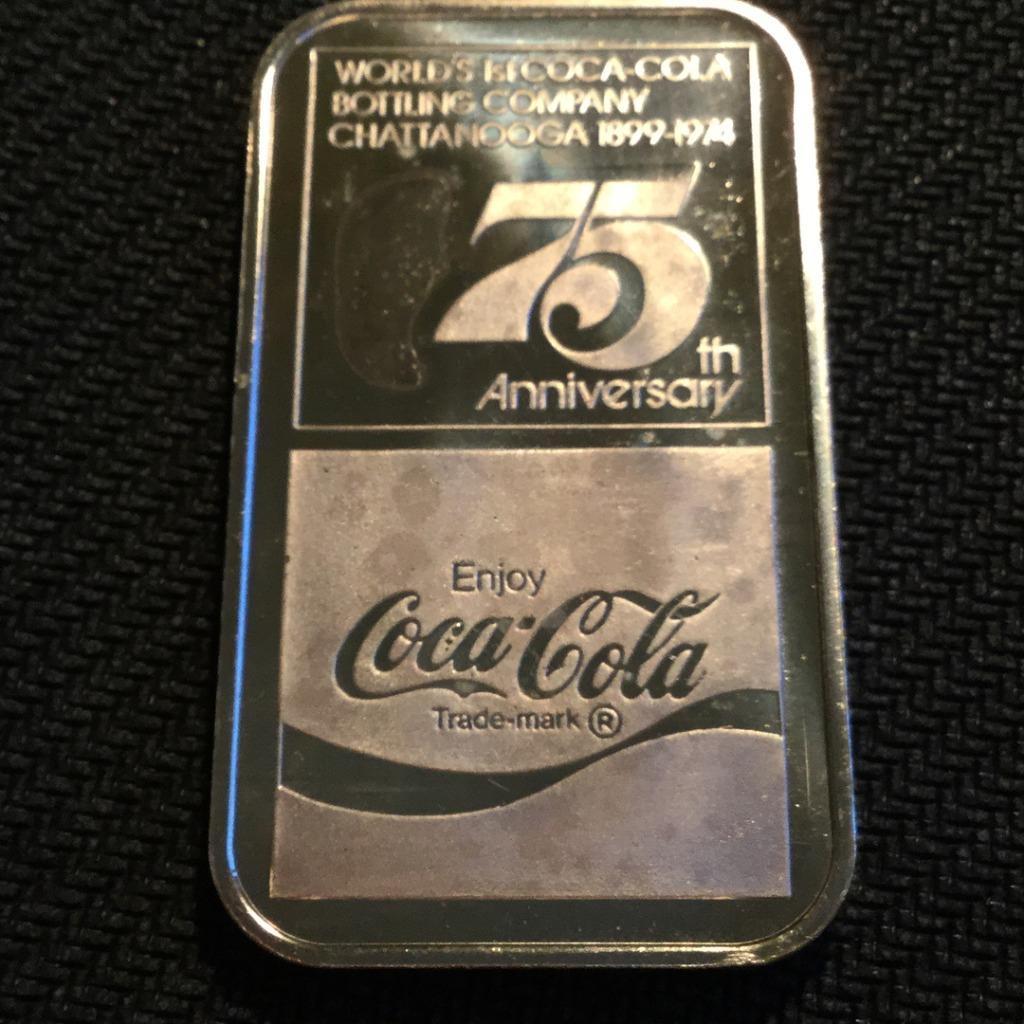 WORLD'S 1st COCA-COLA
BOTTLING COMPANY
CHATTANOOGA 1899-1974
75
th
Anniversary
Enjoy
Coca-Cola
Trade-mark ®